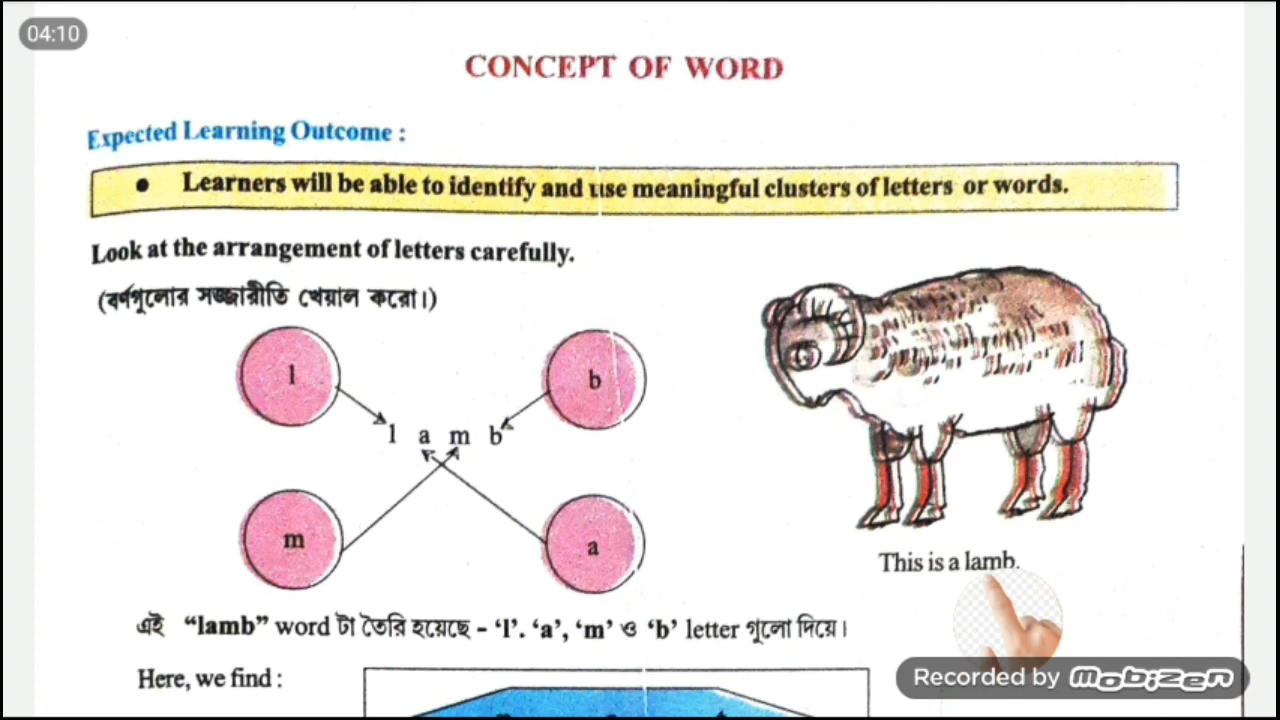 04:10
CONCEPT OF WORD
Expected Learning Outcome :
● Learners will be able to identify and use meaningful clusters of letters or words.
Look at the arrangement of letters carefully.
(বর্ণগুলোর সজ্জারীতি খেয়াল করো।)
l
b
l a m b
m
a
This is a lamb.
এই “lamb” word টা তৈরি হয়েছে – ‘l’. ‘a’, ‘m’ ও ‘b’ letter গুলো দিয়ে।
Here, we find :
Recorded by Mobizen